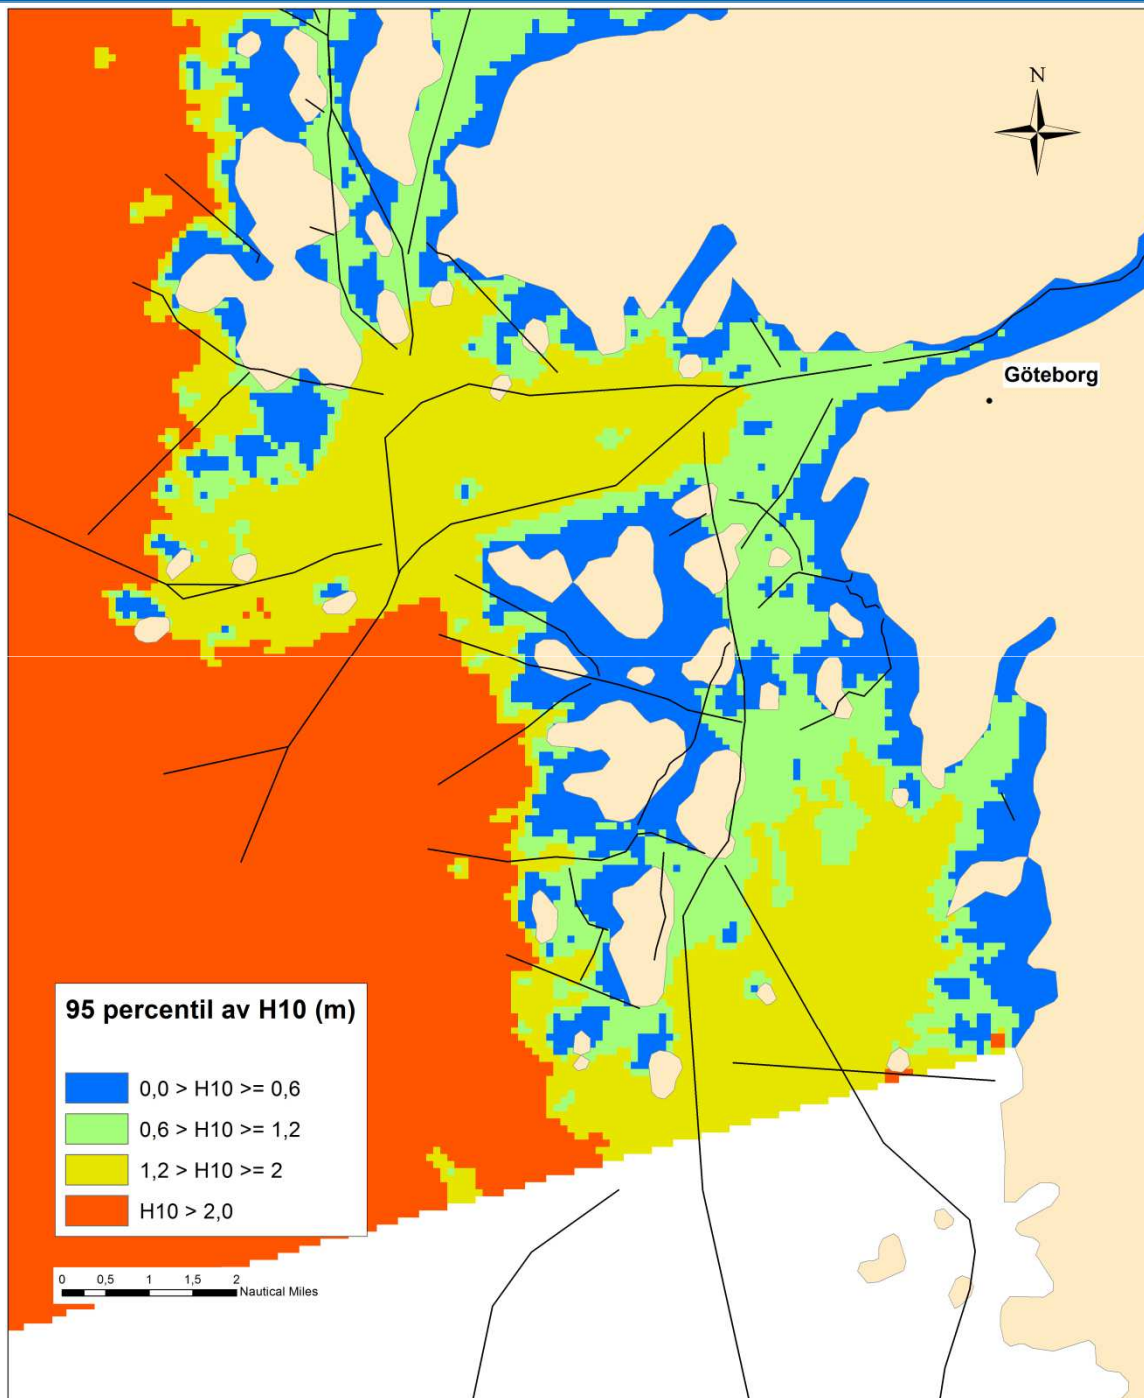 N
Göteborg
95 percentil av H10 (m)
0,0 > H10 >= 0,6
0,6 > H10 >= 1,2
1,2 > H10 >= 2
H10 > 2,0
0 0,5 1 1,5 2
Nautical Miles